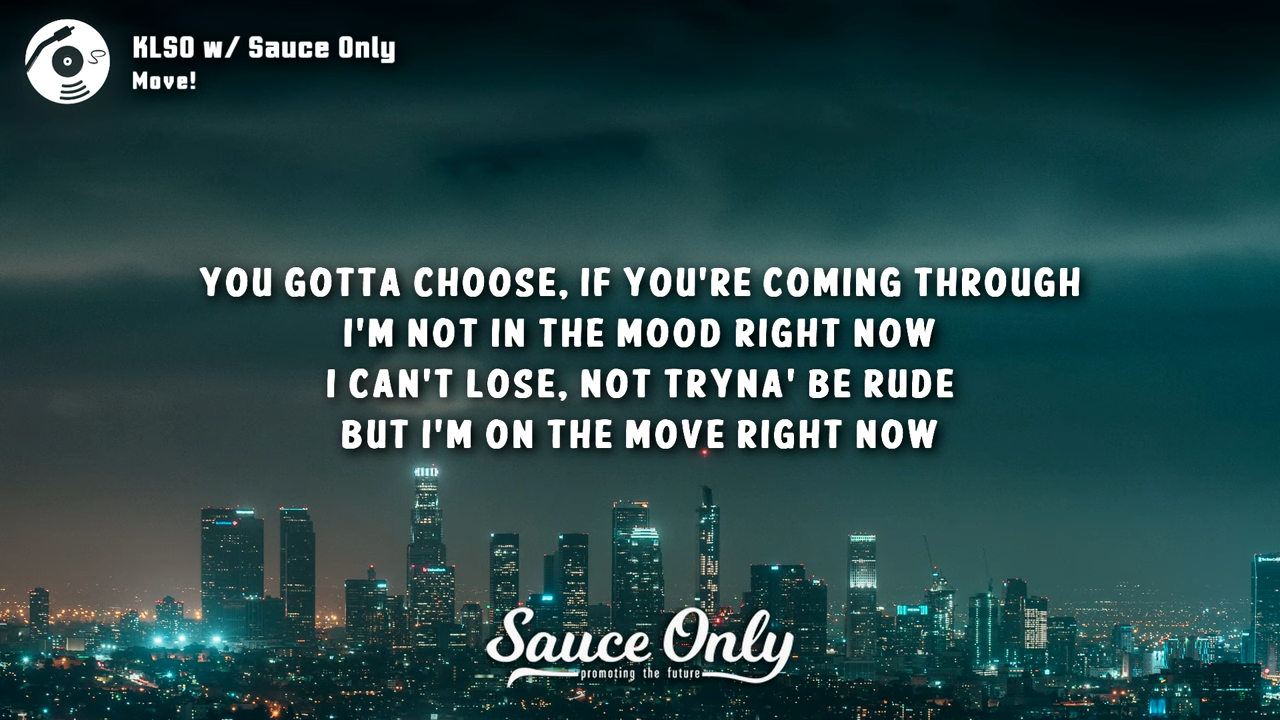 KLSO w/ Sauce Only
Move!
YOU GOTTA CHOOSE, IF YOU'RE COMING THROUGH
I'M NOT IN THE MOOD RIGHT NOW
I CAN'T LOSE, NOT TRYNA' BE RUDE
BUT I'M ON THE MOVE RIGHT NOW
Sauce Only
promoting the future